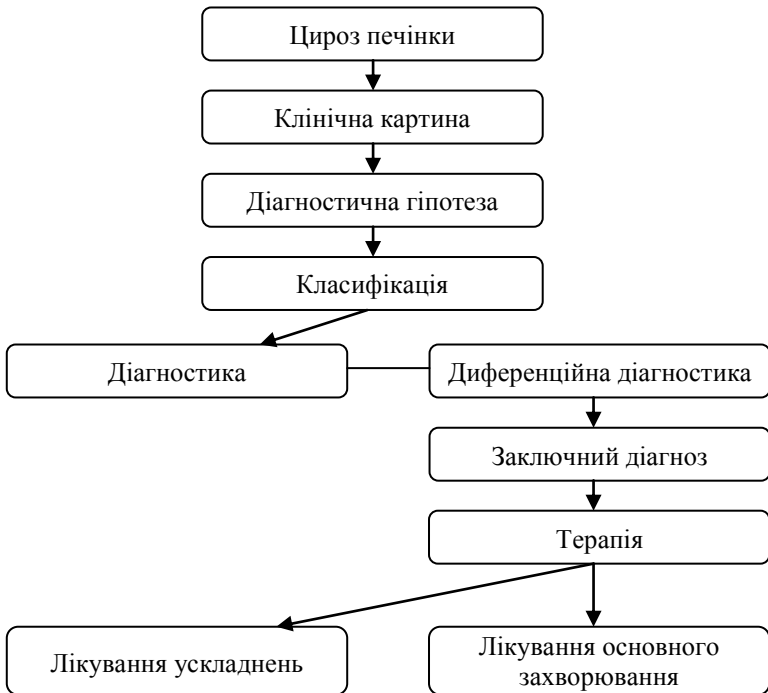 Цироз печінки
Клінічна картина
Діагностична гіпотеза
Класифікація
Діагностика
Диференційна діагностика
Заключний діагноз
Терапія
Лікування ускладнень
Лікування основного
захворювання